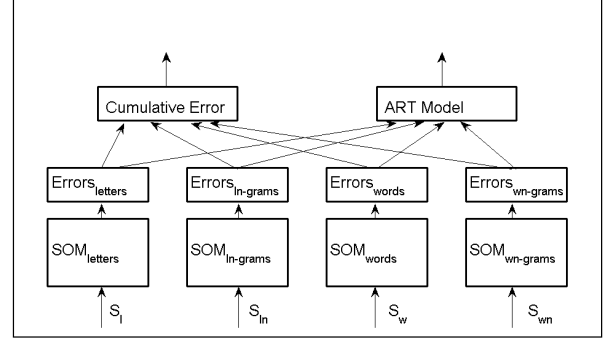 Cumulative Error ART Model
Errors_letters Errors_ln-grams Errors_words Errors_wn-grams
SOM_letters SOM_ln-grams SOM_words SOM_wn-grams
S_l S_ln S_w S_wn